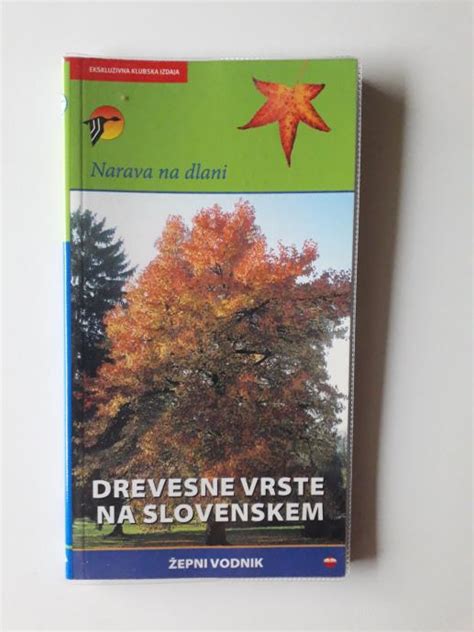 EKSKLUZIVNA KLUBSKA IZDAJA
Narava na dlani
DREVESNE VRSTE
NA SLOVENSKEM
ŽEPNI VODNIK